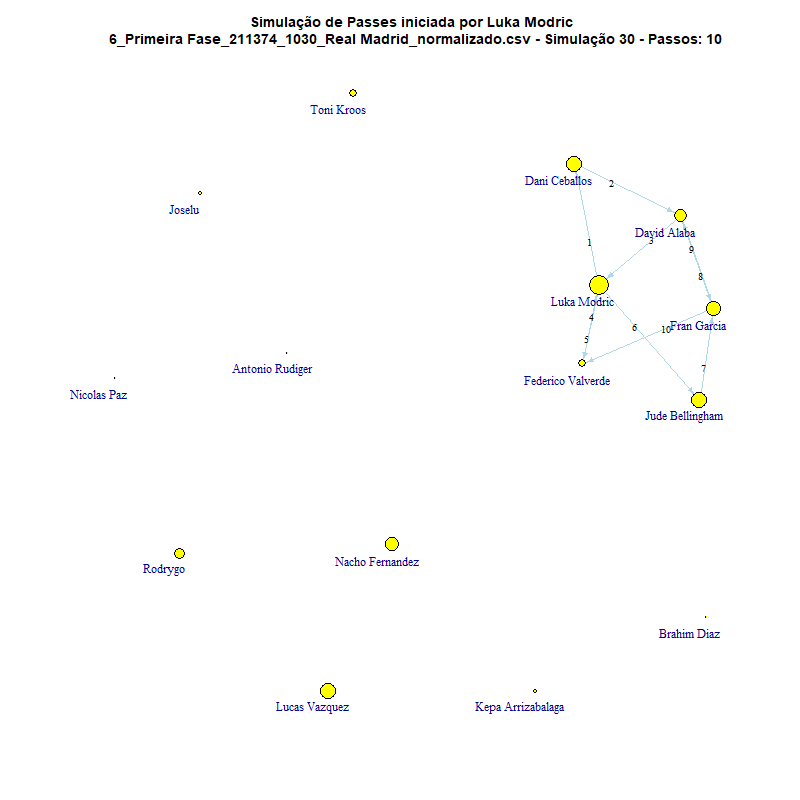 Simulação de Passes iniciada por Luka Modric
6_Primeira Fase_211374_1030_Real Madrid_normalizado.csv - Simulação 30 - Passos: 10
Toni Kroos
Dani Ceballos
2
Joselu
David Alaba
1
3
9
8
Luka Modric
4
6
10
Fran Garcia
5
Antonio Rudiger
7
Federico Valverde
Nicolas Paz
Jude Bellingham
Rodrygo
Nacho Fernandez
Brahim Diaz
Lucas Vazquez
Kepa Arrizabalaga